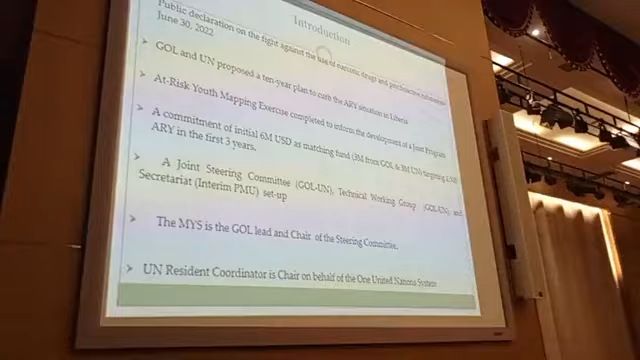 Introduction
Public declaration on the fight against the use of narcotic drugs and psychoactive substances
June 30, 2022
➢ GOL and UN proposed a ten-year plan to curb the ARY situation in Liberia
➢ At-Risk Youth Mapping Exercise completed to inform the development of a Joint Program
➢ A commitment of initial 6M USD as matching fund (3M from GOL & 3M UN) targeting
ARY in the first 3 years.
➢ A Joint Steering Committee (GOL-UN), Technical Working Group (GOL-UN), and
Secretariat (Interim PMU) set-up
➢ The MYS is the GOL lead and Chair of the Steering Committee.
➢ UN Resident Coordinator is Chair on behalf of the One United Nations System